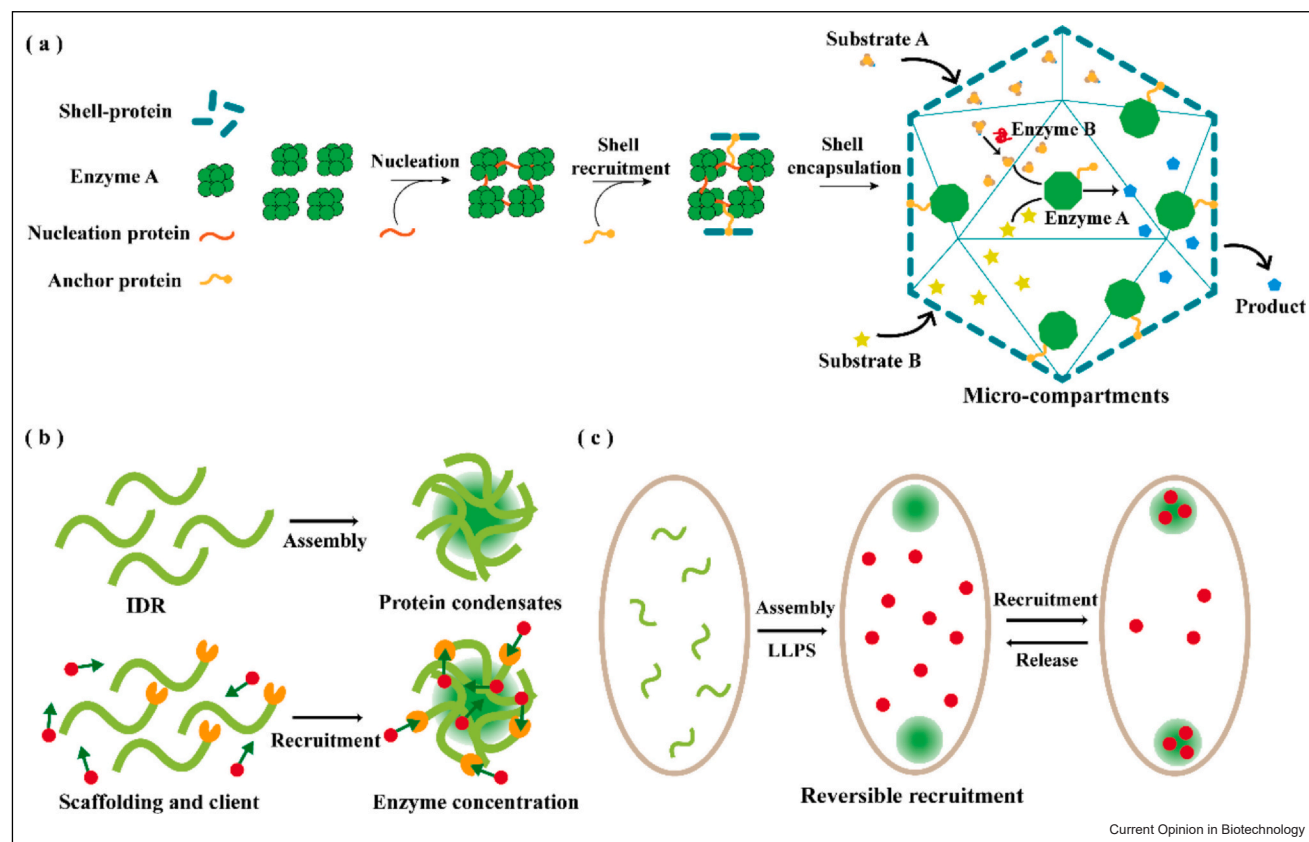 ( a )
Shell-protein
Enzyme A
Nucleation protein
Anchor protein
Nucleation
Shell
recruitment
Shell
encapsulation
Substrate A
Enzyme B
Enzyme A
Substrate B
Product
Micro-compartments
( b )
IDR
Assembly
Protein condensates
Scaffolding and client
Recruitment
Enzyme concentration
( c )
Assembly
LLPS
Recruitment
Release
Reversible recruitment
Current Opinion in Biotechnology